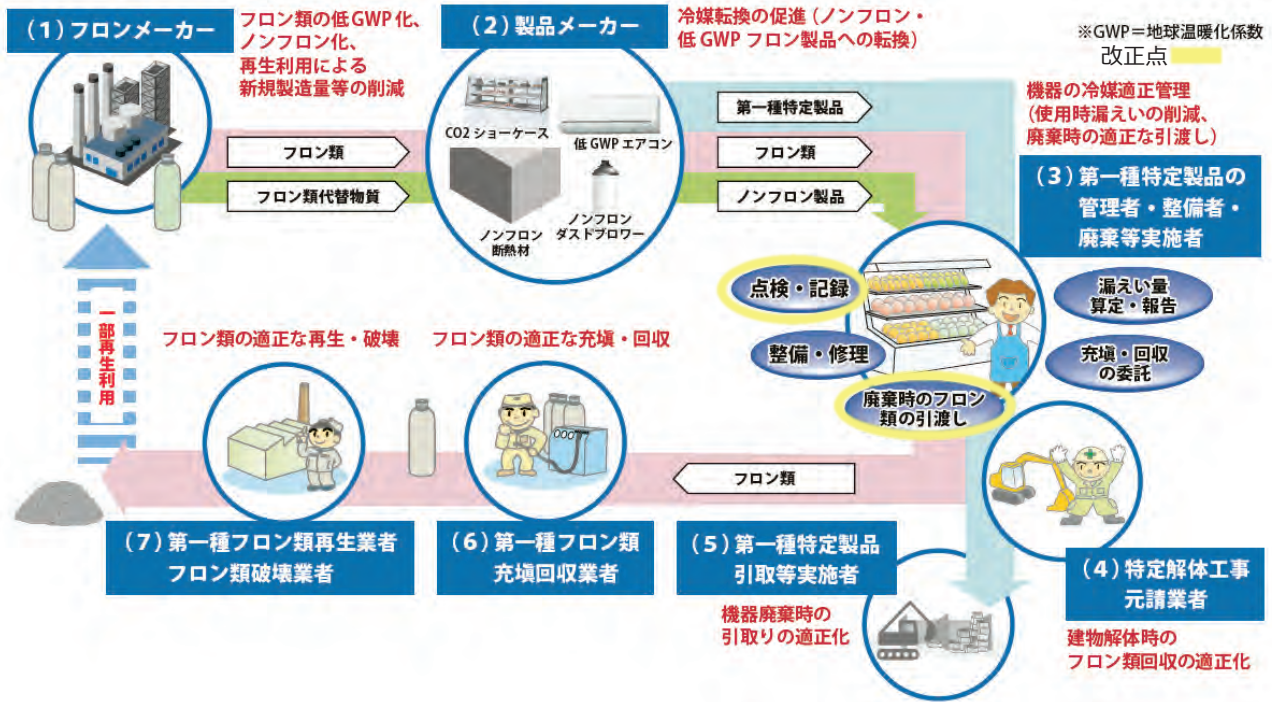 (1)フロンメーカー
フロン類の低GWP化、
ノンフロン化、
再生利用による
新規製造量等の削減
(2)製品メーカー
冷媒転換の促進(ノンフロン・
低GWPフロン製品への転換)
※GWP=地球温暖化係数
改正点
CO2ショーケース
低GWPエアコン
ノンフロン
断熱材
ノンフロン
ダストブロワー
フロン類
フロン類代替物質
第一種特定製品
フロン類
ノンフロン製品
機器の冷媒適正管理
(使用時漏えいの削減、
廃棄時の適正な引渡し)
(3)第一種特定製品の
管理者・整備者・
廃棄等実施者
点検・記録
整備・修理
廃棄時のフロン
類の引渡し
漏えい量
算定・報告
充塡・回収
の委託
一部再生利用
フロン類の適正な再生・破壊
フロン類の適正な充塡・回収
フロン類
(7)第一種フロン類再生業者
フロン類破壊業者
(6)第一種フロン類
充塡回収業者
(5)第一種特定製品
引取等実施者
機器廃棄時の
引取りの適正化
(4)特定解体工事
元請業者
建物解体時の
フロン類回収の適正化